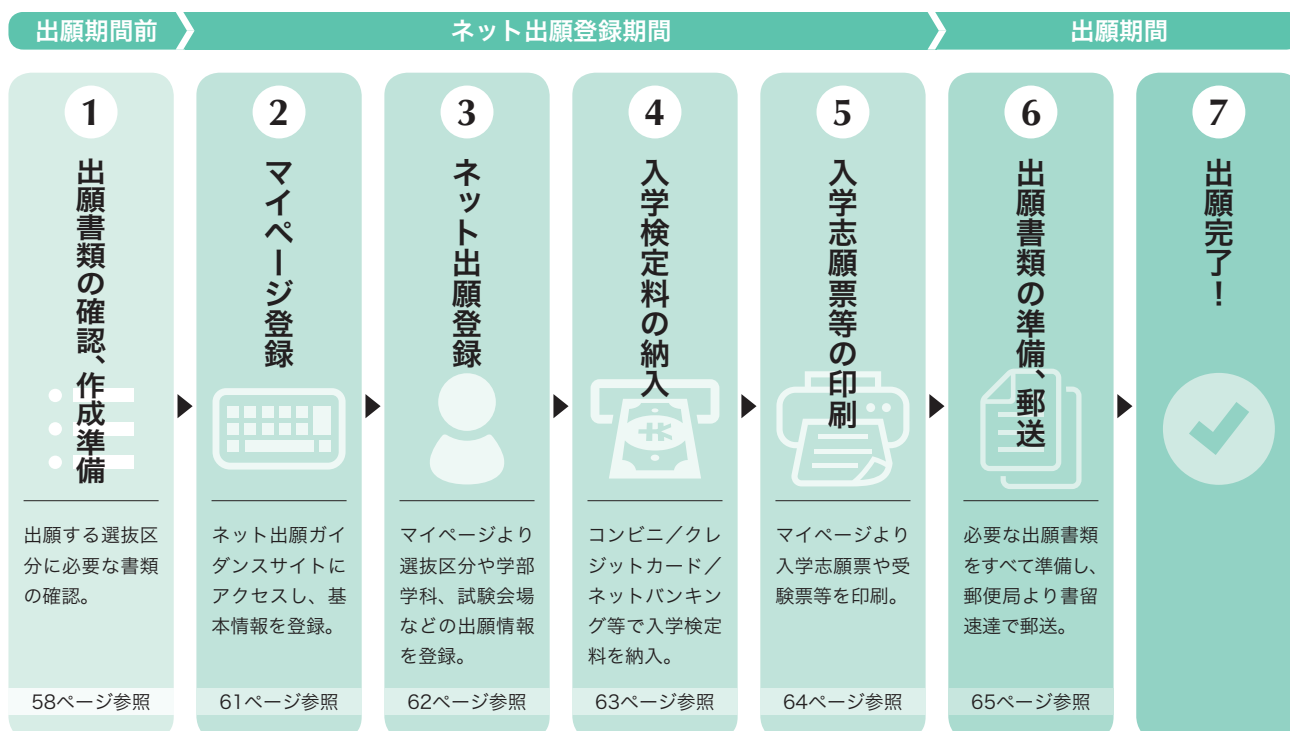 出願期間前
ネット出願登録期間
出願期間
1
出願書類の確認、作成準備
出願する選抜区
分に必要な書類
の確認。
58ページ参照
2
マイページ登録
ネット出願ガイ
ダンスサイトに
アクセスし、基
本情報を登録。
61ページ参照
3
ネット出願登録
マイページより
選抜区分や学部
学科、試験会場
などの出願情報
を登録。
62ページ参照
4
入学検定料の納入
コンビニ／クレ
ジットカード／
ネットバンキン
グ等で入学検定
料を納入。
63ページ参照
5
入学志願票等の印刷
マイページより
入学志願票や受
験票等を印刷。
64ページ参照
6
出願書類の準備、郵送
必要な出願書類
をすべて準備し、
郵便局より書留
速達で郵送。
65ページ参照
7
出願完了！